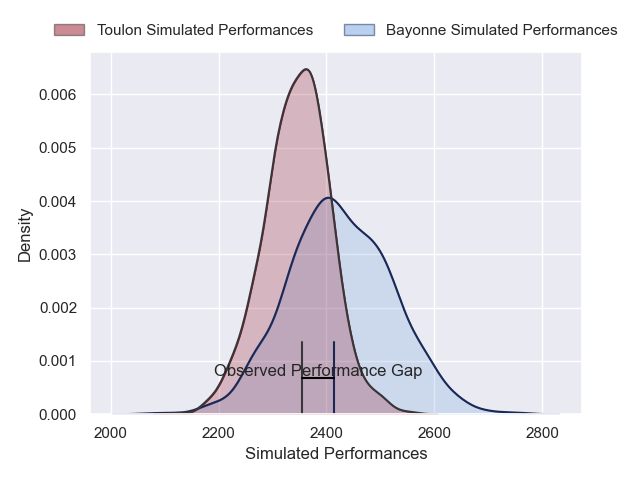 Toulon Simulated Performances Bayonne Simulated Performances
0.006
0.005
0.004
0.003
0.002
0.001
0.000
Density
Observed Performance Gap
2000 2200 2400 2600 2800
Simulated Performances